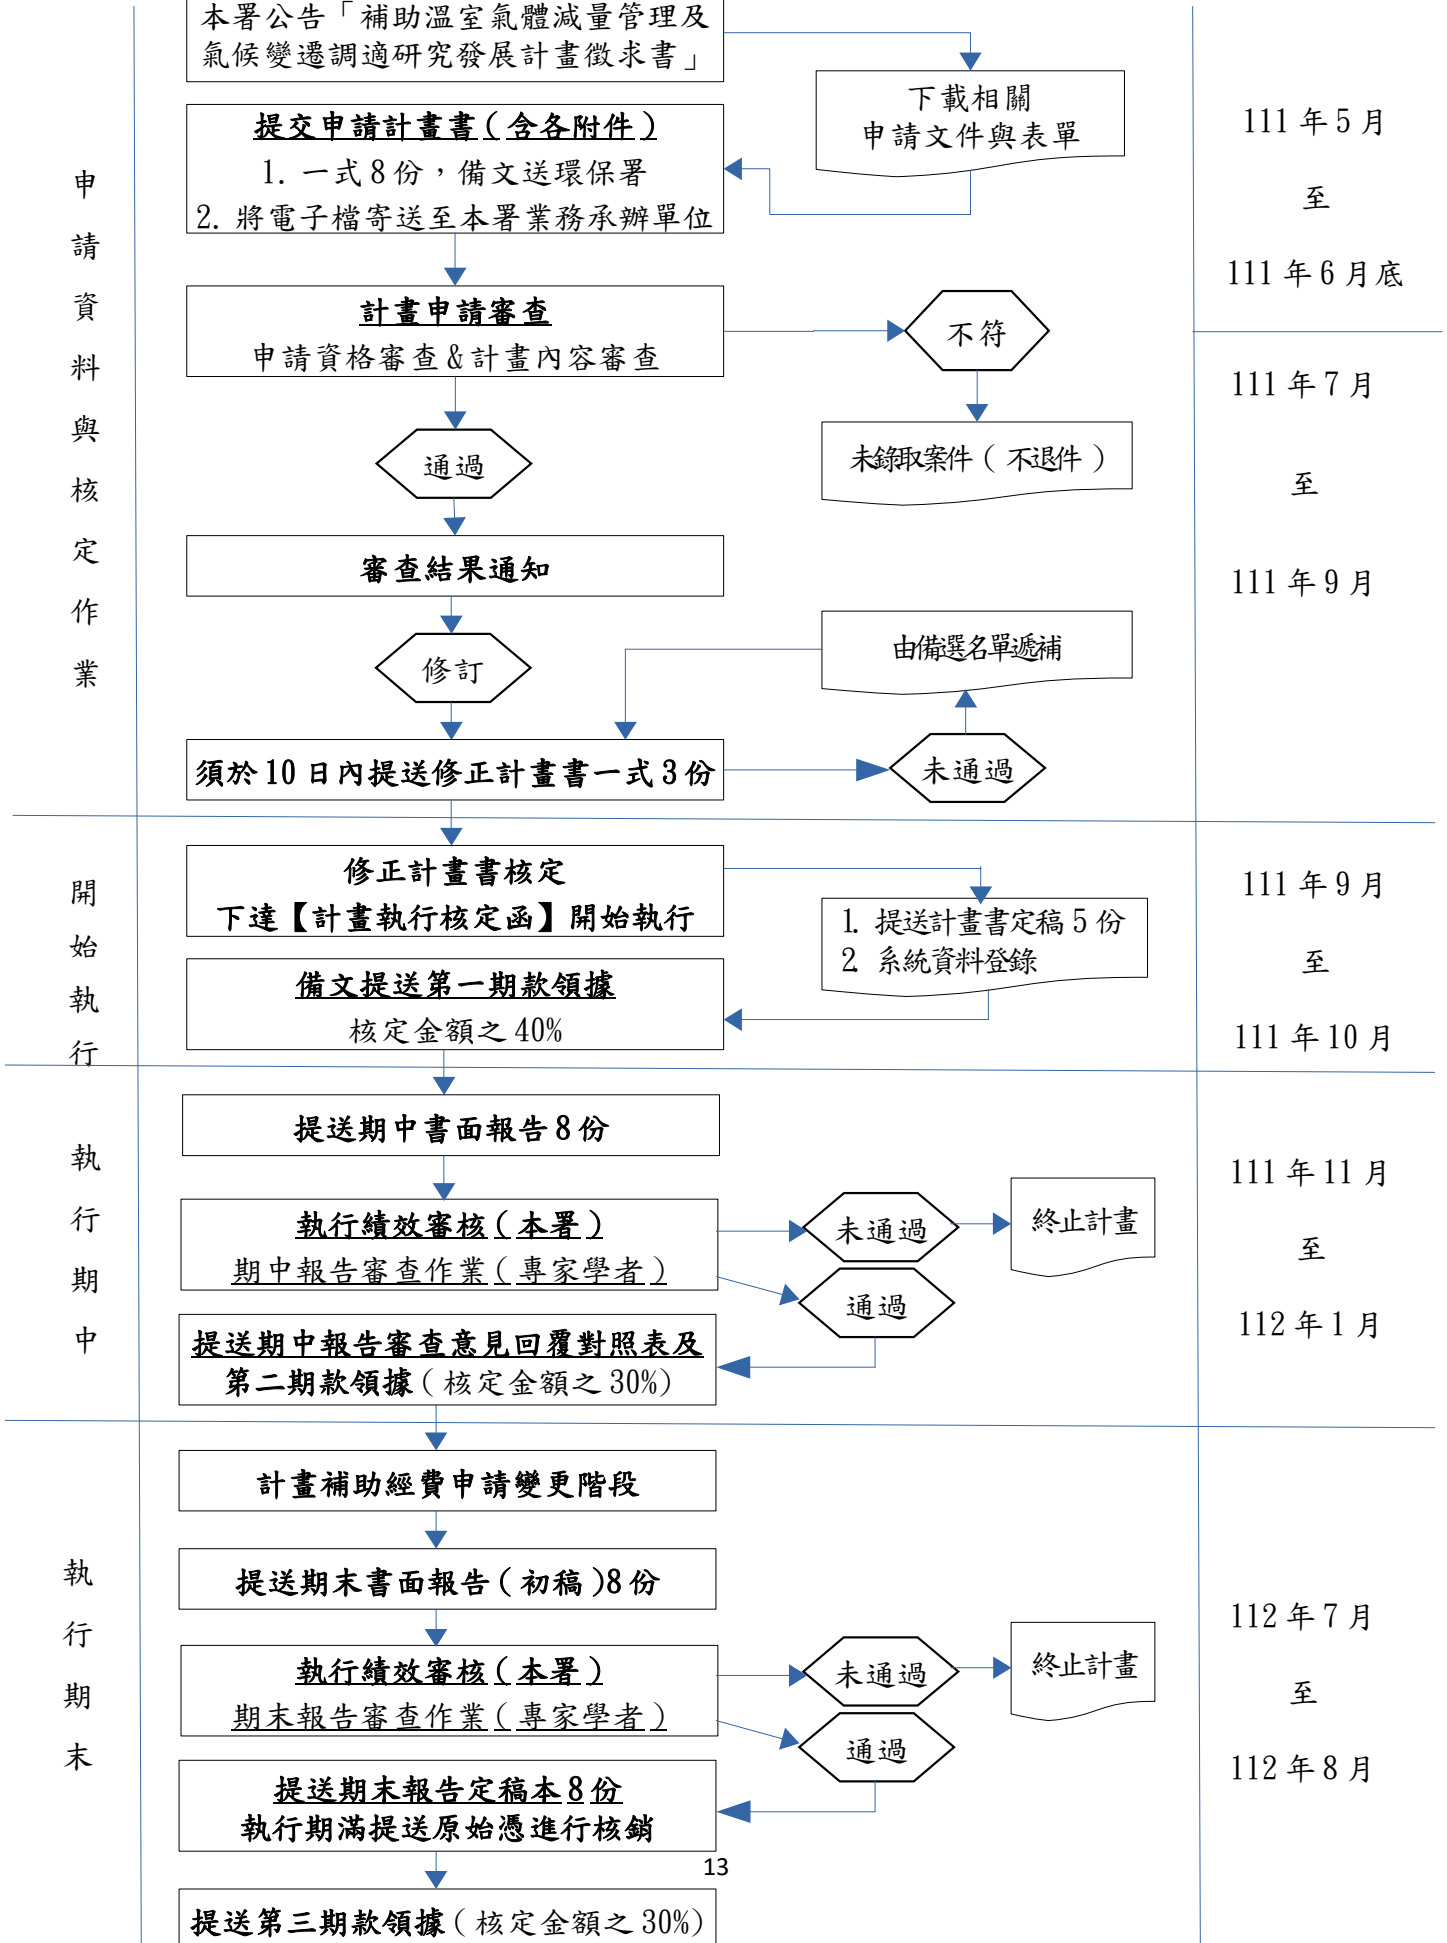 本署公告「補助溫室氣體減量管理及
氣候變遷調適研究發展計畫徵求書」
下載相關
申請文件與表單
提交申請計畫書(含各附件)
1. 一式8份，備文送環保署
2. 將電子檔寄送至本署業務承辦單位
111年5月
至
111年6月底
申
請
資
料
與
核
定
作
業
計畫申請審查
申請資格審查&計畫內容審查
不符
未錄取案件(不退件)
通過
審查結果通知
修訂
由備選名單遞補
須於10日內提送修正計畫書一式3份
未通過
111年7月
至
111年9月
開
始
執
行
修正計畫書核定
下達【計畫執行核定函】開始執行
1. 提送計畫書定稿5份
2. 系統資料登錄
備文提送第一期款領據
核定金額之40%
111年9月
至
111年10月
執
行
期
中
提送期中書面報告8份
執行績效審核(本署)
期中報告審查作業(專家學者)
未通過
終止計畫
通過
提送期中報告審查意見回覆對照表及
第二期款領據(核定金額之30%)
111年11月
至
112年1月
執
行
期
末
計畫補助經費申請變更階段
提送期末書面報告(初稿)8份
執行績效審核(本署)
期末報告審查作業(專家學者)
未通過
終止計畫
通過
提送期末報告定稿本8份
執行期滿提送原始憑進行核銷
提送第三期款領據(核定金額之30%)
112年7月
至
112年8月
13